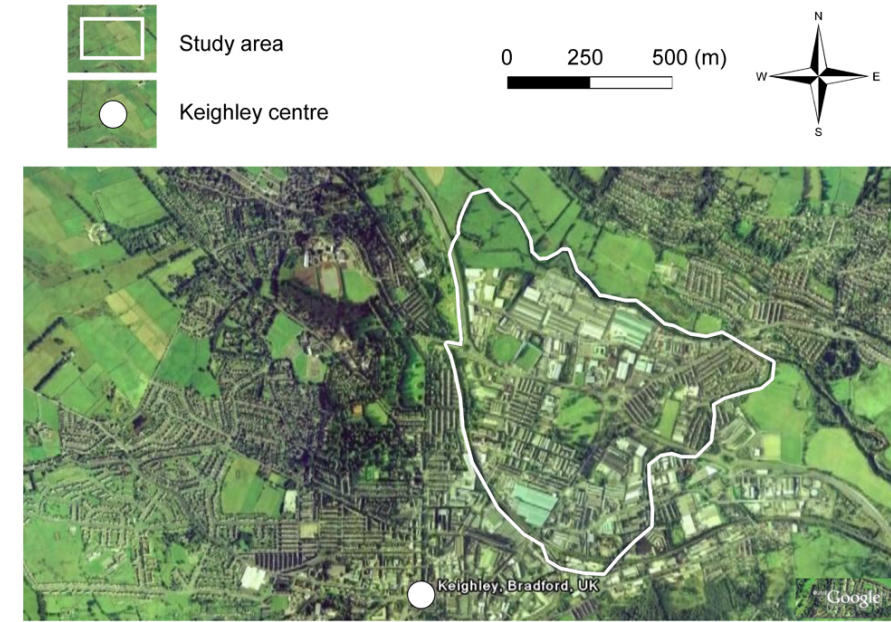 N
0 250 500 (m)
Study area
W E
Keighley centre
S
Keighley, Bradford, UK
Google